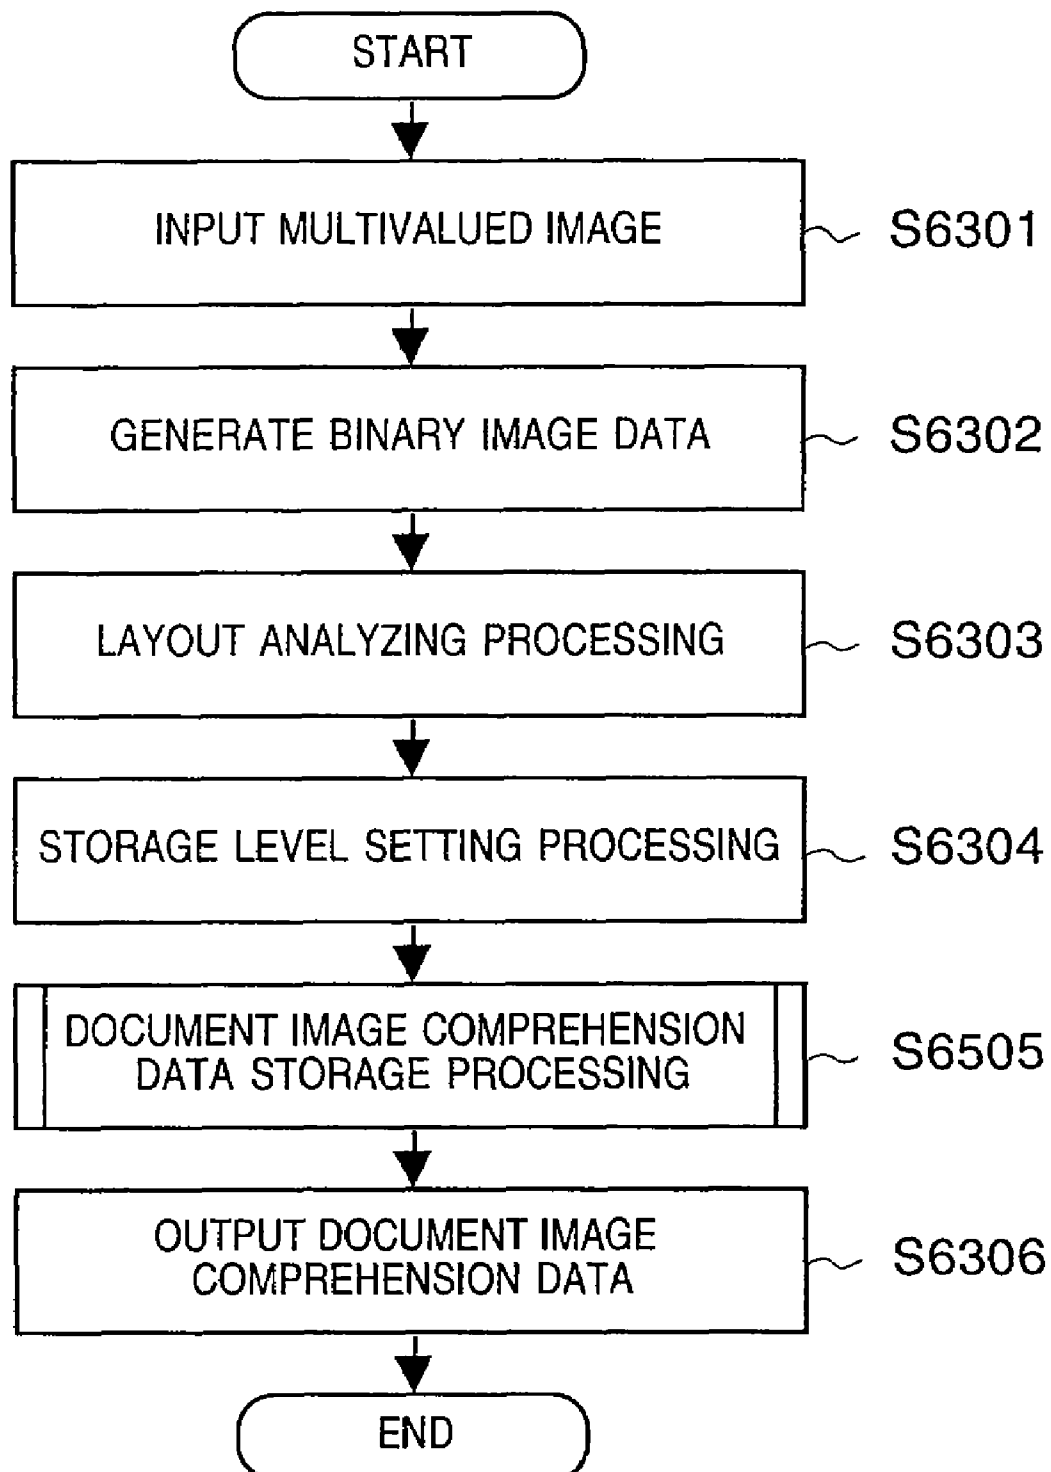 START
INPUT MULTIVALUED IMAGE
S6301
GENERATE BINARY IMAGE DATA
S6302
LAYOUT ANALYZING PROCESSING
S6303
STORAGE LEVEL SETTING PROCESSING
S6304
DOCUMENT IMAGE COMPREHENSION
DATA STORAGE PROCESSING
S6505
OUTPUT DOCUMENT IMAGE
COMPREHENSION DATA
S6306
END